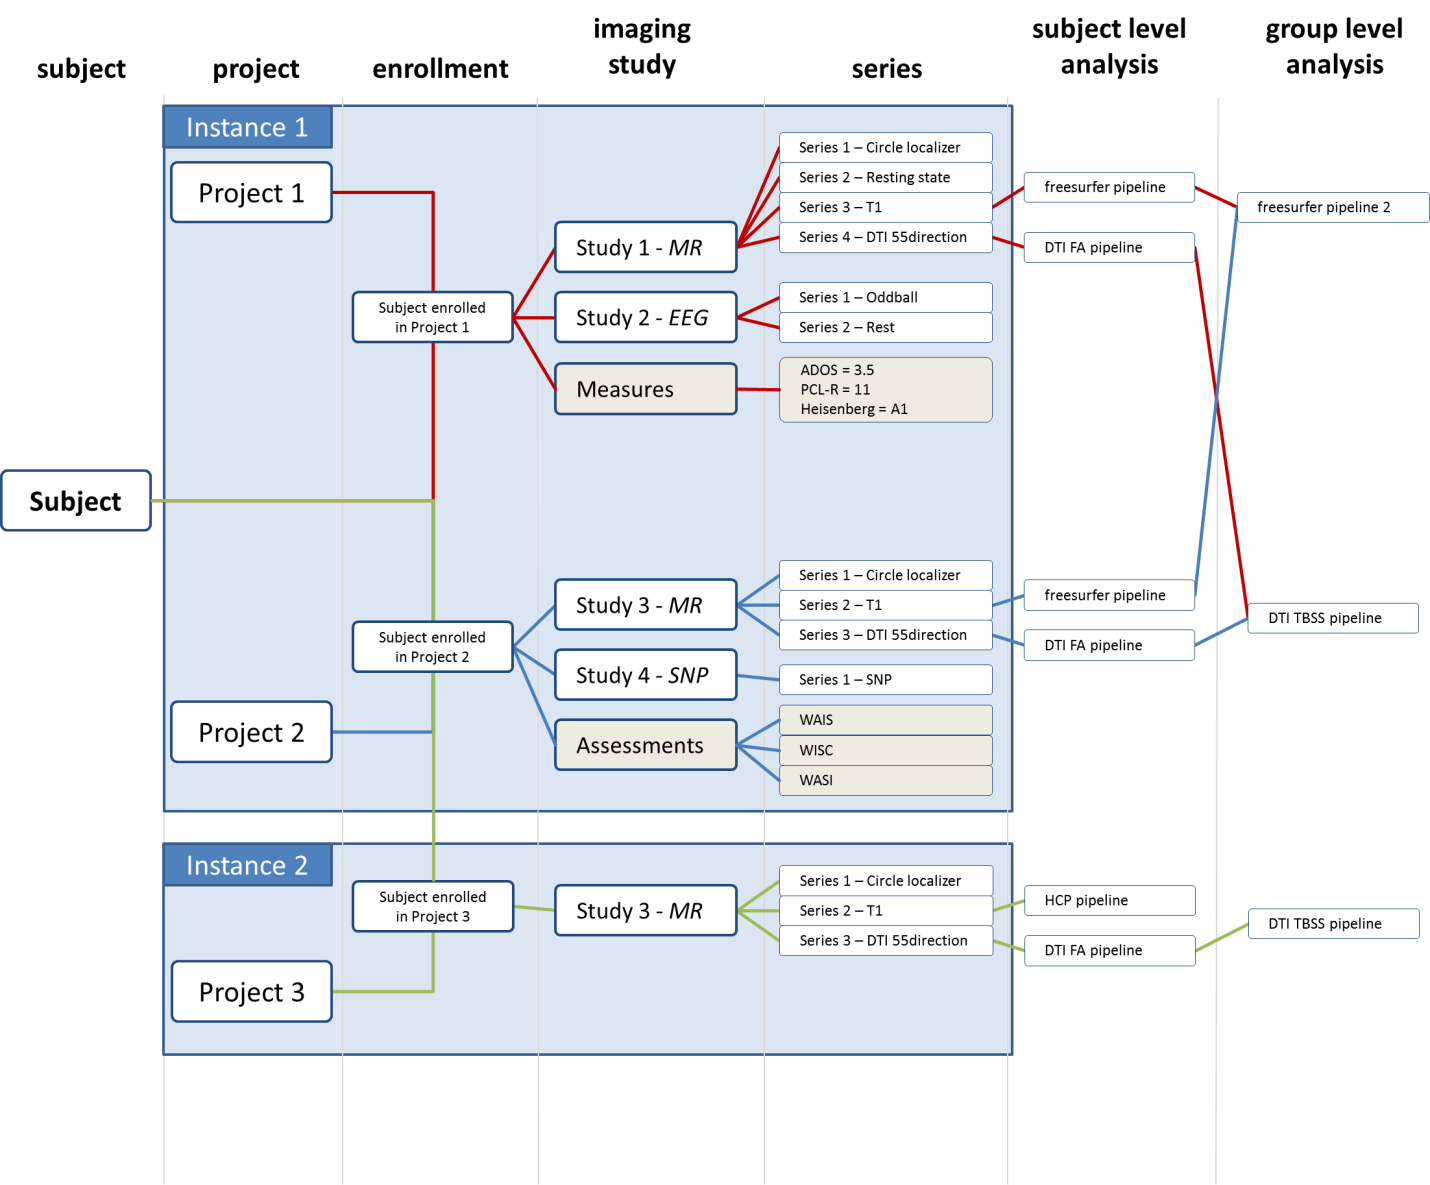 subject
project
enrollment
imaging
study
series
subject level
analysis
group level
analysis
Instance 1
Project 1
Subject enrolled
in Project 1
Study 1 - MR
Series 1 – Circle localizer
Series 2 – Resting state
Series 3 – T1
Series 4 – DTI 55direction
freesurfer pipeline
DTI FA pipeline
freesurfer pipeline 2
Study 2 - EEG
Series 1 – Oddball
Series 2 – Rest
Measures
ADOS = 3.5
PCL-R = 11
Heisenberg = A1
Subject
Subject enrolled
in Project 2
Project 2
Study 3 - MR
Series 1 – Circle localizer
Series 2 – T1
Series 3 – DTI 55direction
freesurfer pipeline
DTI FA pipeline
DTI TBSS pipeline
Study 4 - SNP
Series 1 – SNP
Assessments
WAIS
WISC
WASI
Instance 2
Subject enrolled
in Project 3
Project 3
Study 3 - MR
Series 1 – Circle localizer
Series 2 – T1
Series 3 – DTI 55direction
HCP pipeline
DTI FA pipeline
DTI TBSS pipeline